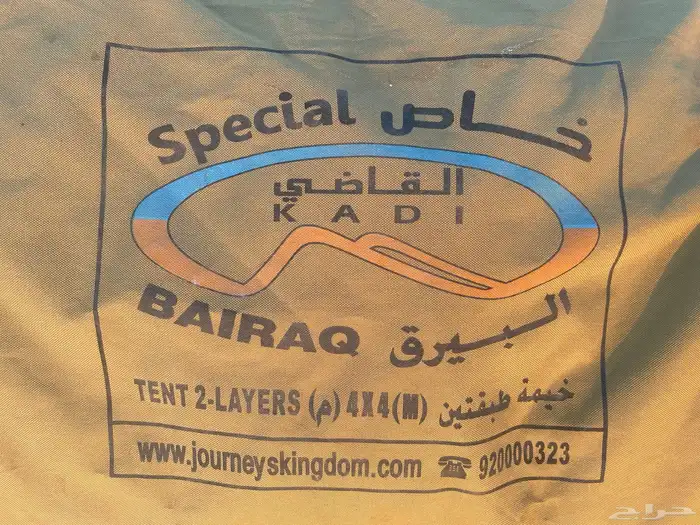 Special خاص
القاضي
KADI
BAIRAQ البيرق
TENT 2-LAYERS (م) 4X4(M) خيمة طبقتين
www.journeyskingdom.com ☎ 920000323
حراج